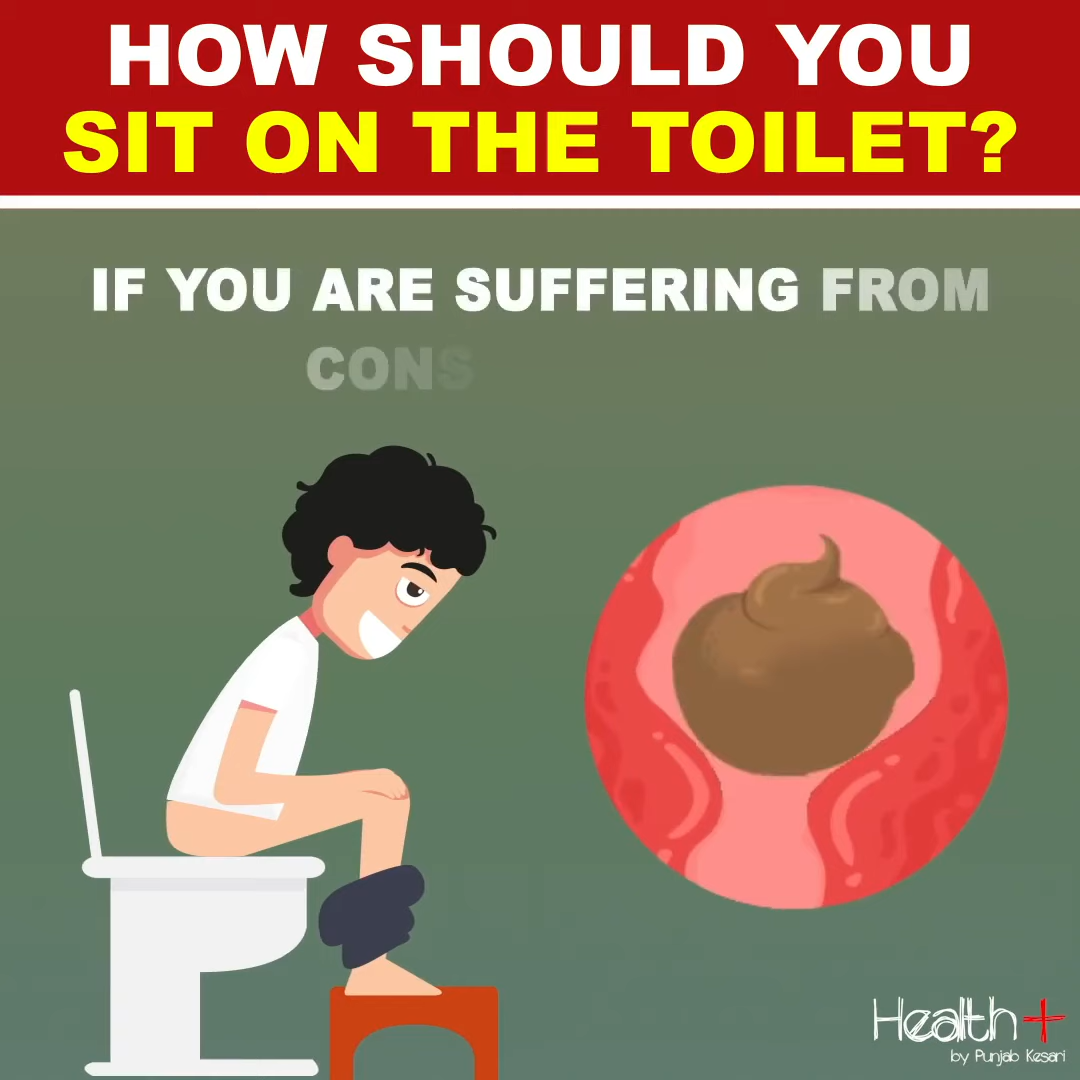 HOW SHOULD YOU
SIT ON THE TOILET?
IF YOU ARE SUFFERING FROM
CONS
Health+
by Punjab Kesari